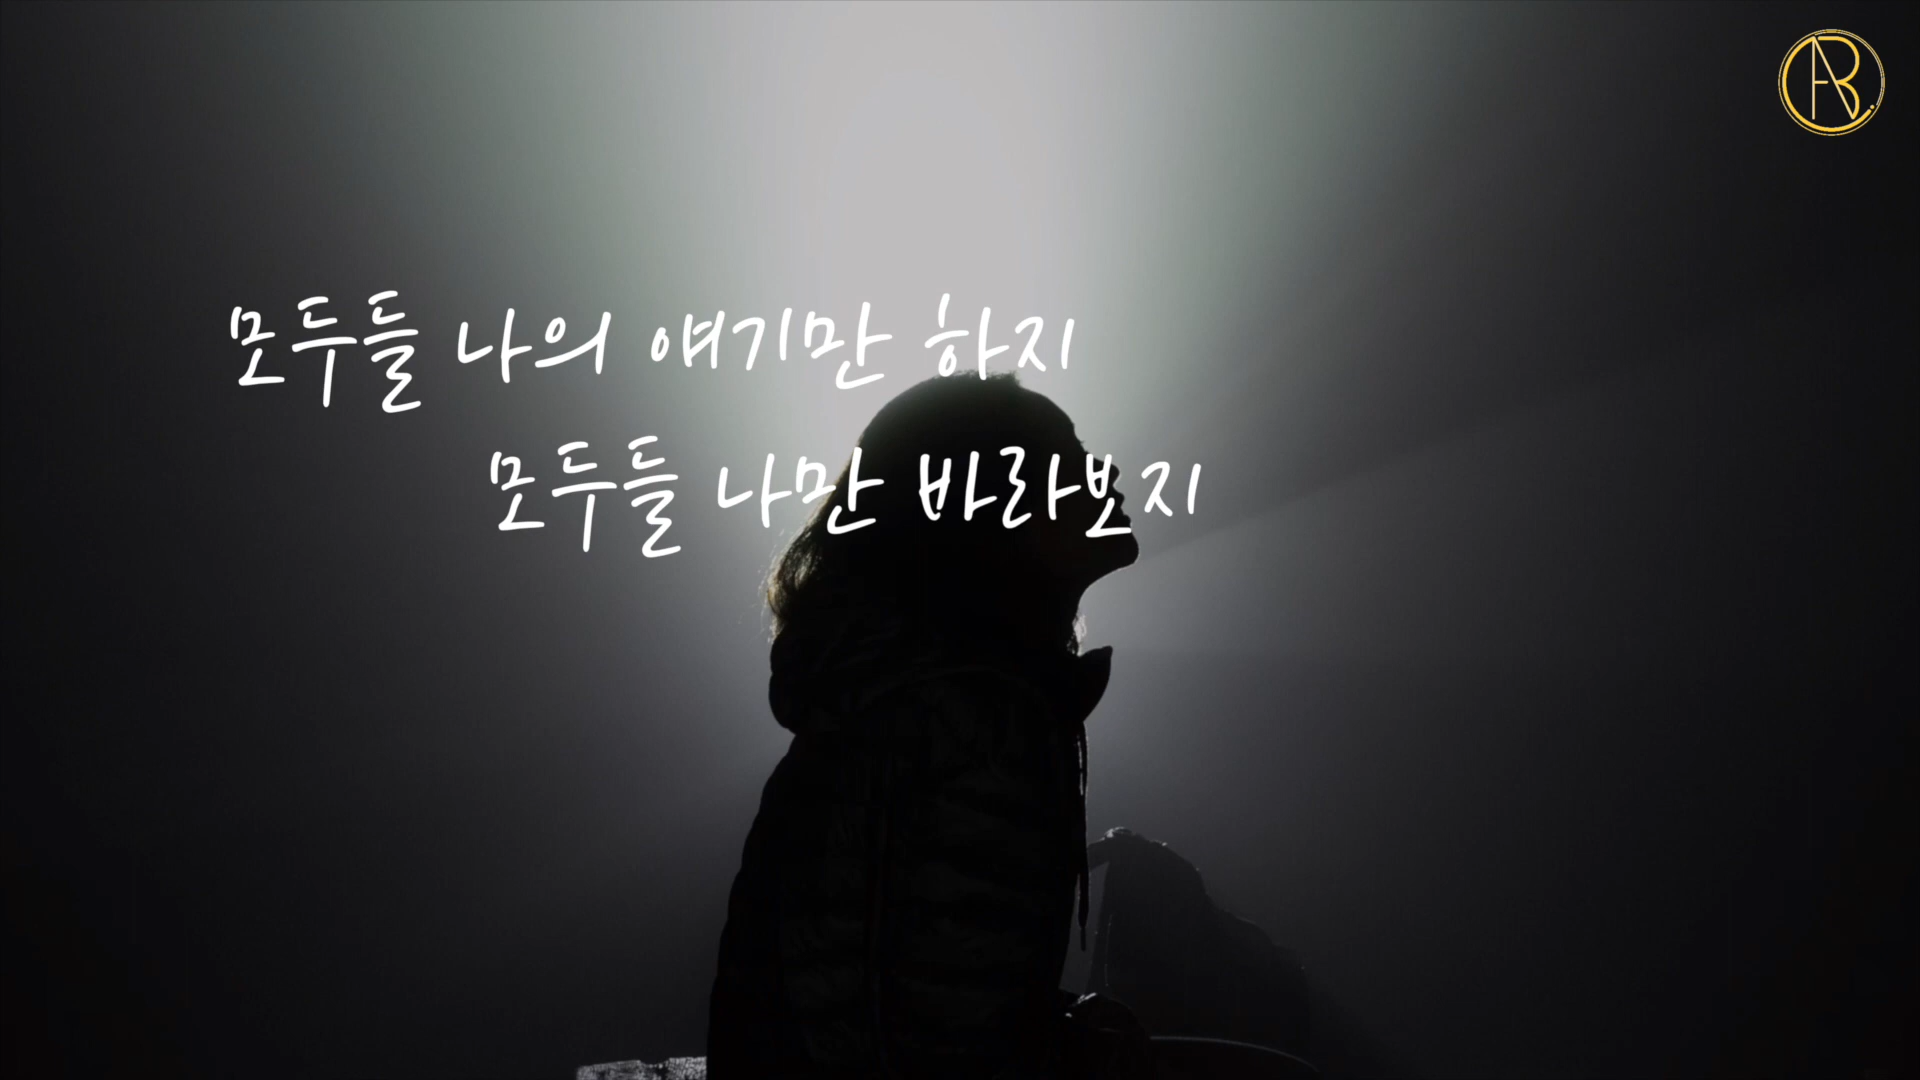 모두들 나의 얘기만 하지
모두들 나만 바라보지